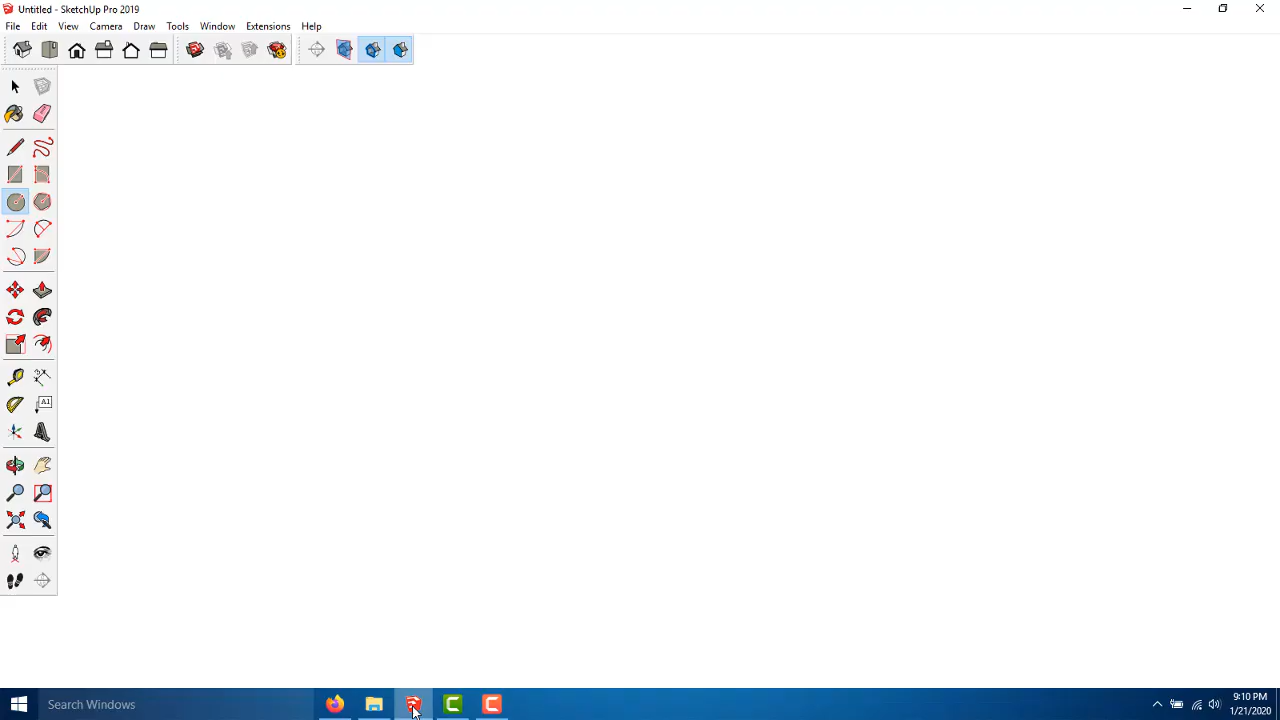 Untitled - SketchUp Pro 2019
File Edit View Camera Draw Tools Window Extensions Help
A1
Search Windows
9:10 PM
1/21/2020